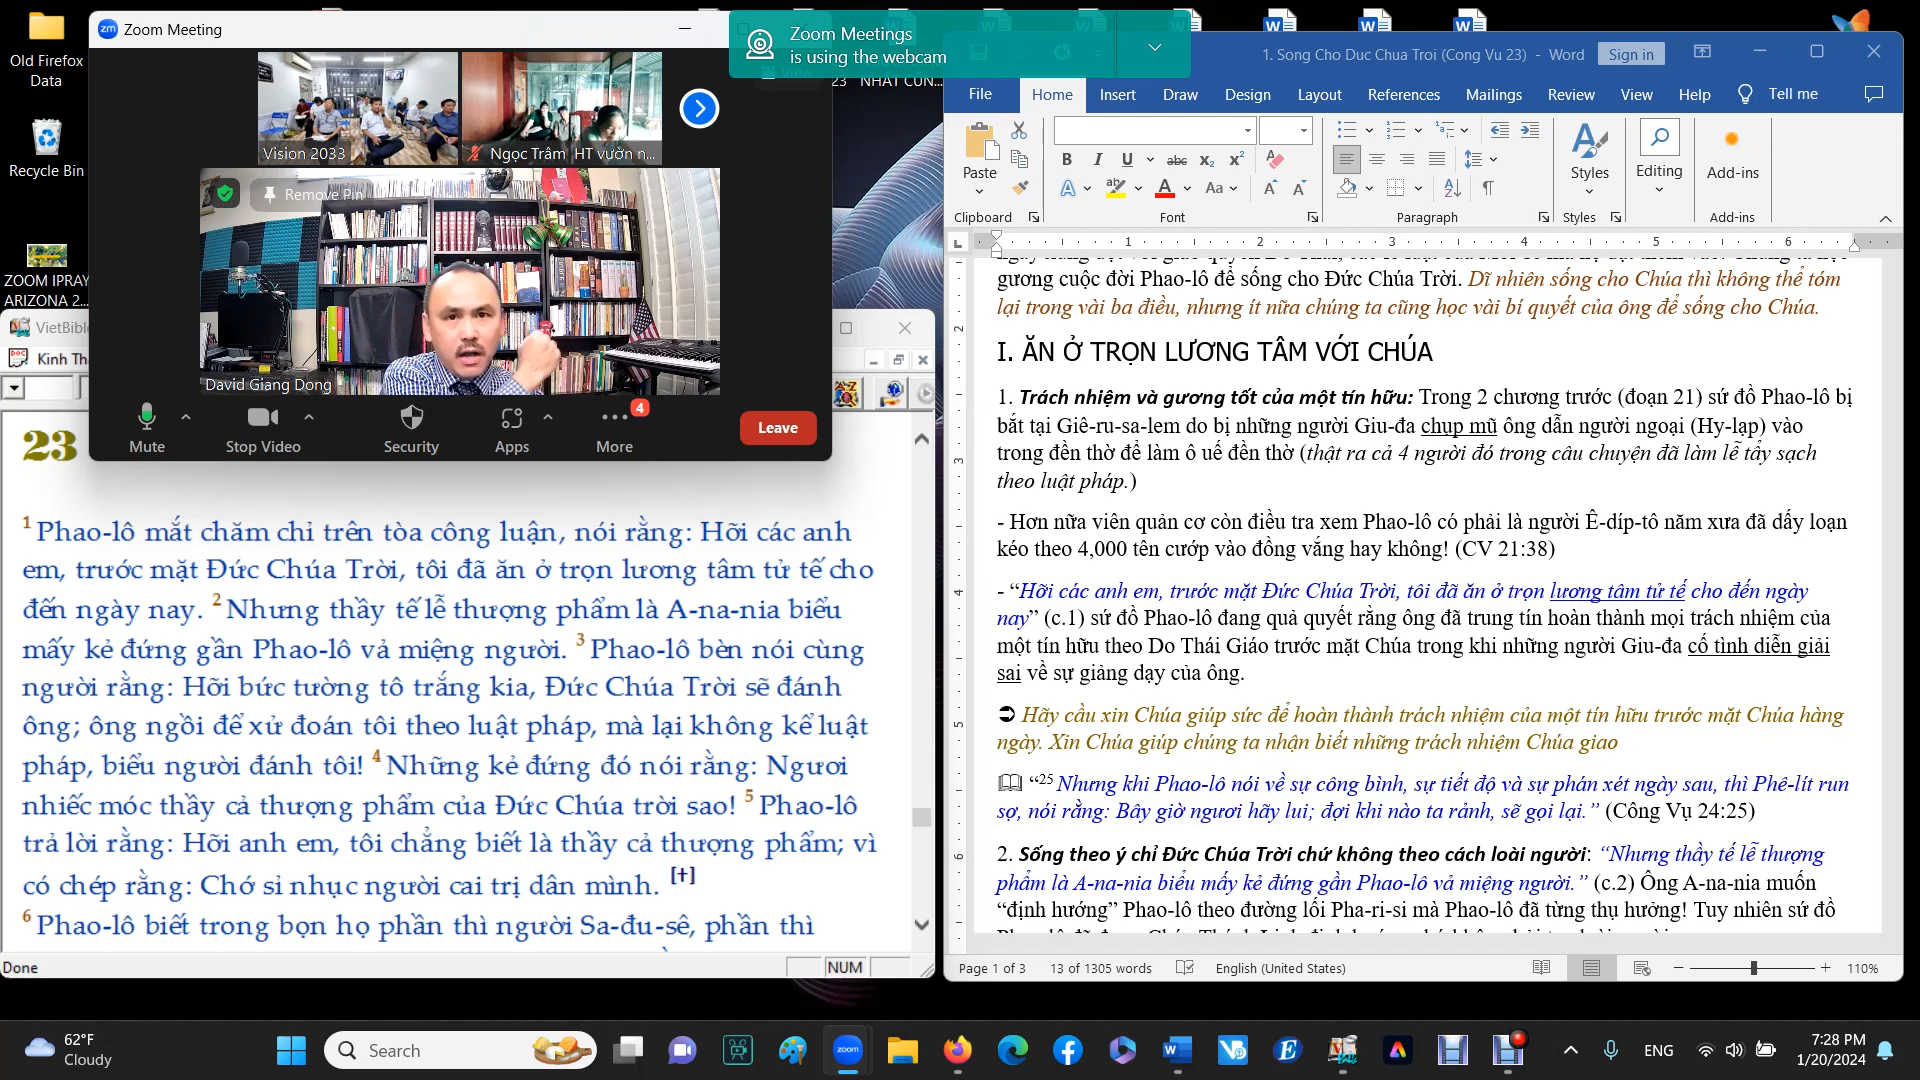 Old Firefox
Data
Recycle Bin
ZOOM IPRAY
ARIZONA 2...
Zoom Meeting
Vision 2033
Ngọc Trâm HT vườn n...
Remove Pin
David Giang Dong
Mute
Stop Video
Security
Apps
More
4
Leave
Zoom Meetings
is using the webcam
VietBible
Kinh Th
23
1 Phao-lô mắt chăm chỉ trên tòa công luận, nói rằng: Hỡi các anh
em, trước mặt Đức Chúa Trời, tôi đã ăn ở trọn lương tâm tử tế cho
đến ngày nay. 2 Nhưng thầy tế lễ thượng phẩm là A-na-nia biểu
mấy kẻ đứng gần Phao-lô vả miệng người. 3 Phao-lô bèn nói cùng
người rằng: Hỡi bức tường tô trắng kia, Đức Chúa Trời sẽ đánh
ông; ông ngồi để xử đoán tôi theo luật pháp, mà lại không kể luật
pháp, biểu người đánh tôi! 4 Những kẻ đứng đó nói rằng: Ngươi
nhiếc móc thầy cả thượng phẩm của Đức Chúa trời sao! 5 Phao-lô
trả lời rằng: Hỡi anh em, tôi chẳng biết là thầy cả thượng phẩm; vì
có chép rằng: Chớ sỉ nhục người cai trị dân mình. [+]
6 Phao-lô biết trong bọn họ phần thì người Sa-đu-sê, phần thì
Done
NUM
1. Song Cho Duc Chua Troi (Cong Vu 23) - Word
Sign in
File Home Insert Draw Design Layout References Mailings Review View Help Tell me
Paste
Styles
Editing
Add-ins
Clipboard Font Paragraph Styles Add-ins
gương cuộc đời Phao-lô để sống cho Đức Chúa Trời. Dĩ nhiên sống cho Chúa thì không thể tóm
lại trong vài ba điều, nhưng ít nữa chúng ta cũng học vài bí quyết của ông để sống cho Chúa.
I. ĂN Ở TRỌN LƯƠNG TÂM VỚI CHÚA
1. Trách nhiệm và gương tốt của một tín hữu: Trong 2 chương trước (đoạn 21) sứ đồ Phao-lô bị
bắt tại Giê-ru-sa-lem do bị những người Giu-đa chụp mũ ông dẫn người ngoại (Hy-lạp) vào
trong đền thờ để làm ô uế đền thờ (thật ra cả 4 người đó trong câu chuyện đã làm lễ tẩy sạch
theo luật pháp.)
- Hơn nữa viên quản cơ còn điều tra xem Phao-lô có phải là người Ê-díp-tô năm xưa đã dấy loạn
kéo theo 4,000 tên cướp vào đồng vắng hay không! (CV 21:38)
- “Hỡi các anh em, trước mặt Đức Chúa Trời, tôi đã ăn ở trọn lương tâm tử tế cho đến ngày
nay” (c.1) sứ đồ Phao-lô đang quả quyết rằng ông đã trung tín hoàn thành mọi trách nhiệm của
một tín hữu theo Do Thái Giáo trước mặt Chúa trong khi những người Giu-đa cố tình diễn giải
sai về sự giảng dạy của ông.
Hãy cầu xin Chúa giúp sức để hoàn thành trách nhiệm của một tín hữu trước mặt Chúa hàng
ngày. Xin Chúa giúp chúng ta nhận biết những trách nhiệm Chúa giao
“25 Nhưng khi Phao-lô nói về sự công bình, sự tiết độ và sự phán xét ngày sau, thì Phê-lít run
sợ, nói rằng: Bây giờ ngươi hãy lui; đợi khi nào ta rảnh, sẽ gọi lại.” (Công Vụ 24:25)
2. Sống theo ý chỉ Đức Chúa Trời chứ không theo cách loài người: “Nhưng thầy tế lễ thượng
phẩm là A-na-nia biểu mấy kẻ đứng gần Phao-lô vả miệng người.” (c.2) Ông A-na-nia muốn
“định hướng” Phao-lô theo đường lối Pha-ri-si mà Phao-lô đã từng thụ hưởng! Tuy nhiên sứ đồ
Page 1 of 3 13 of 1305 words English (United States) 110%
62°F
Cloudy
Search
ENG
7:28 PM
1/20/2024